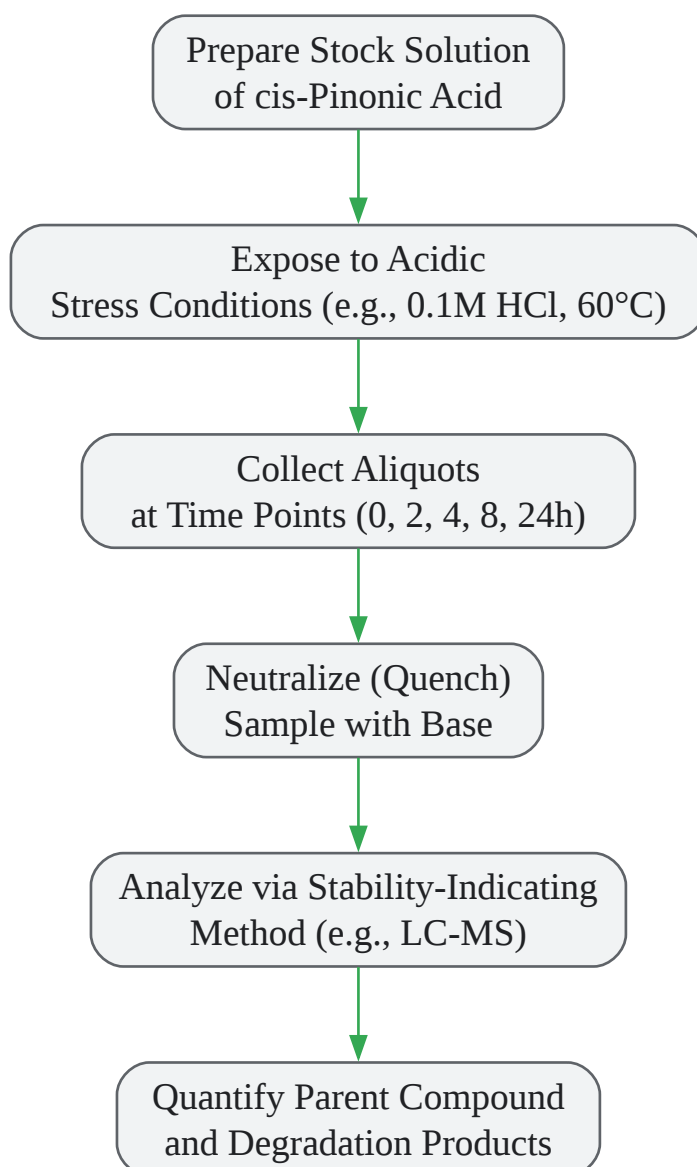 Prepare Stock Solution
of cis-Pinonic Acid
Expose to Acidic
Stress Conditions (e.g., 0.1M HCl, 60°C)
Collect Aliquots
at Time Points (0, 2, 4, 8, 24h)
Neutralize (Quench)
Sample with Base
Analyze via Stability-Indicating
Method (e.g., LC-MS)
Quantify Parent Compound
and Degradation Products